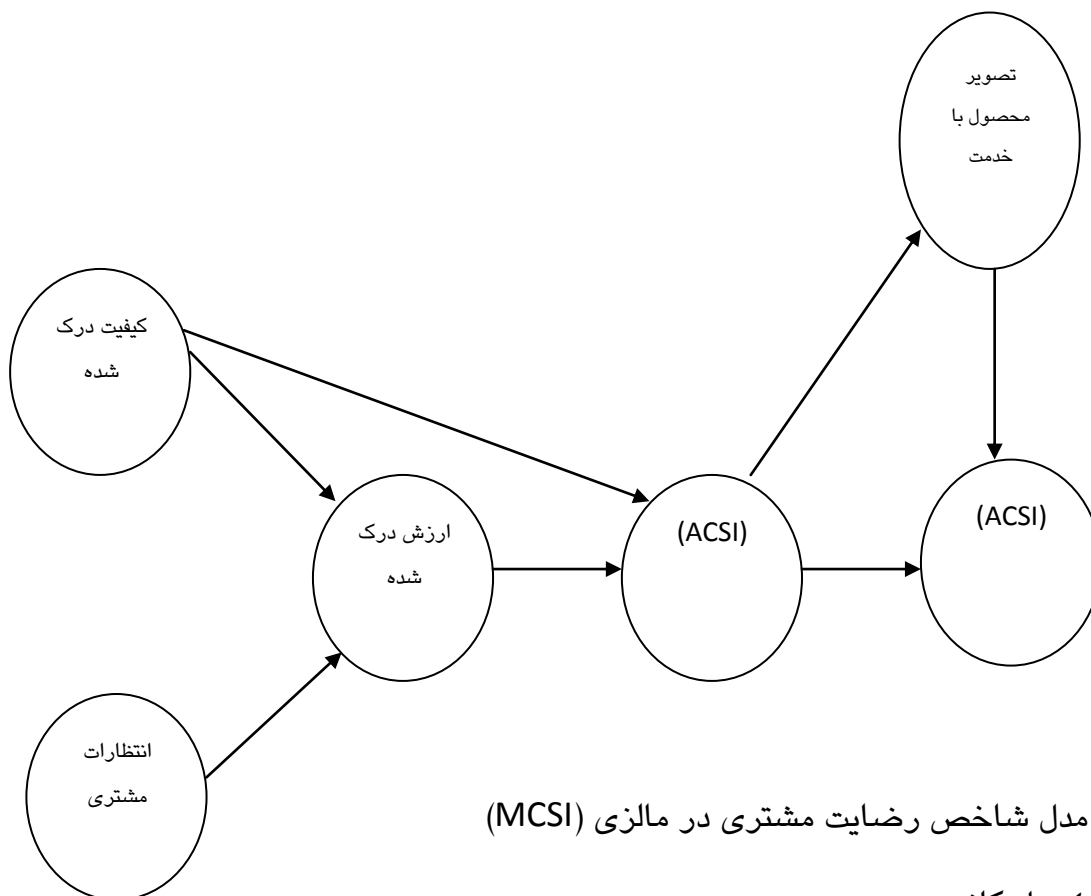 تصویر
محصول با
خدمت
کیفیت درک
شده
ارزش درک
شده
(ACSI)
(ACSI)
انتظارات
مشتری
مدل شاخص رضایت مشتری در مالزی (MCSI)